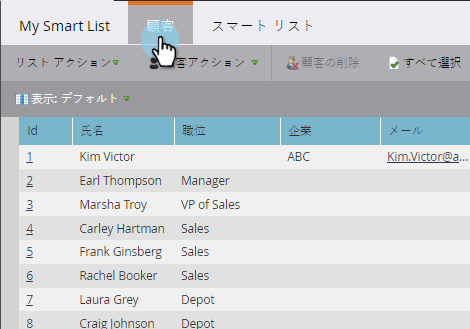 My Smart List 顧客 スマート リスト
リスト アクション 顧客アクション 顧客の削除 すべて選択
表示: デフォルト
Id 氏名 職位 企業 メール
1 Kim Victor ABC Kim.Victor@a...
2 Earl Thompson Manager
3 Marsha Troy VP of Sales
4 Carley Hartman Sales
5 Frank Ginsberg Sales
6 Rachel Booker Sales
7 Laura Grey Depot
8 Craig Johnson Depot